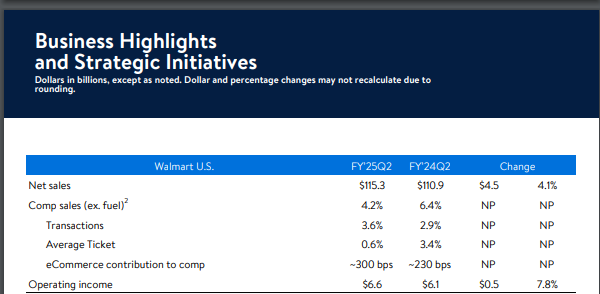 Business Highlights
and Strategic Initiatives
Dollars in billions, except as noted. Dollar and percentage changes may not recalculate due to
rounding.
Walmart U.S. FY'25Q2 FY'24Q2 Change
Net sales $115.3 $110.9 $4.5 4.1%
Comp sales (ex. fuel)2 4.2% 6.4% NP NP
Transactions 3.6% 2.9% NP NP
Average Ticket 0.6% 3.4% NP NP
eCommerce contribution to comp ~300 bps ~230 bps NP NP
Operating income $6.6 $6.1 $0.5 7.8%